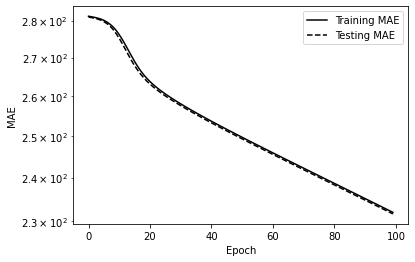 2.8 × 10²
2.7 × 10²
2.6 × 10²
2.5 × 10²
2.4 × 10²
2.3 × 10²
MAE
0
20
40
60
80
100
Epoch
Training MAE
Testing MAE